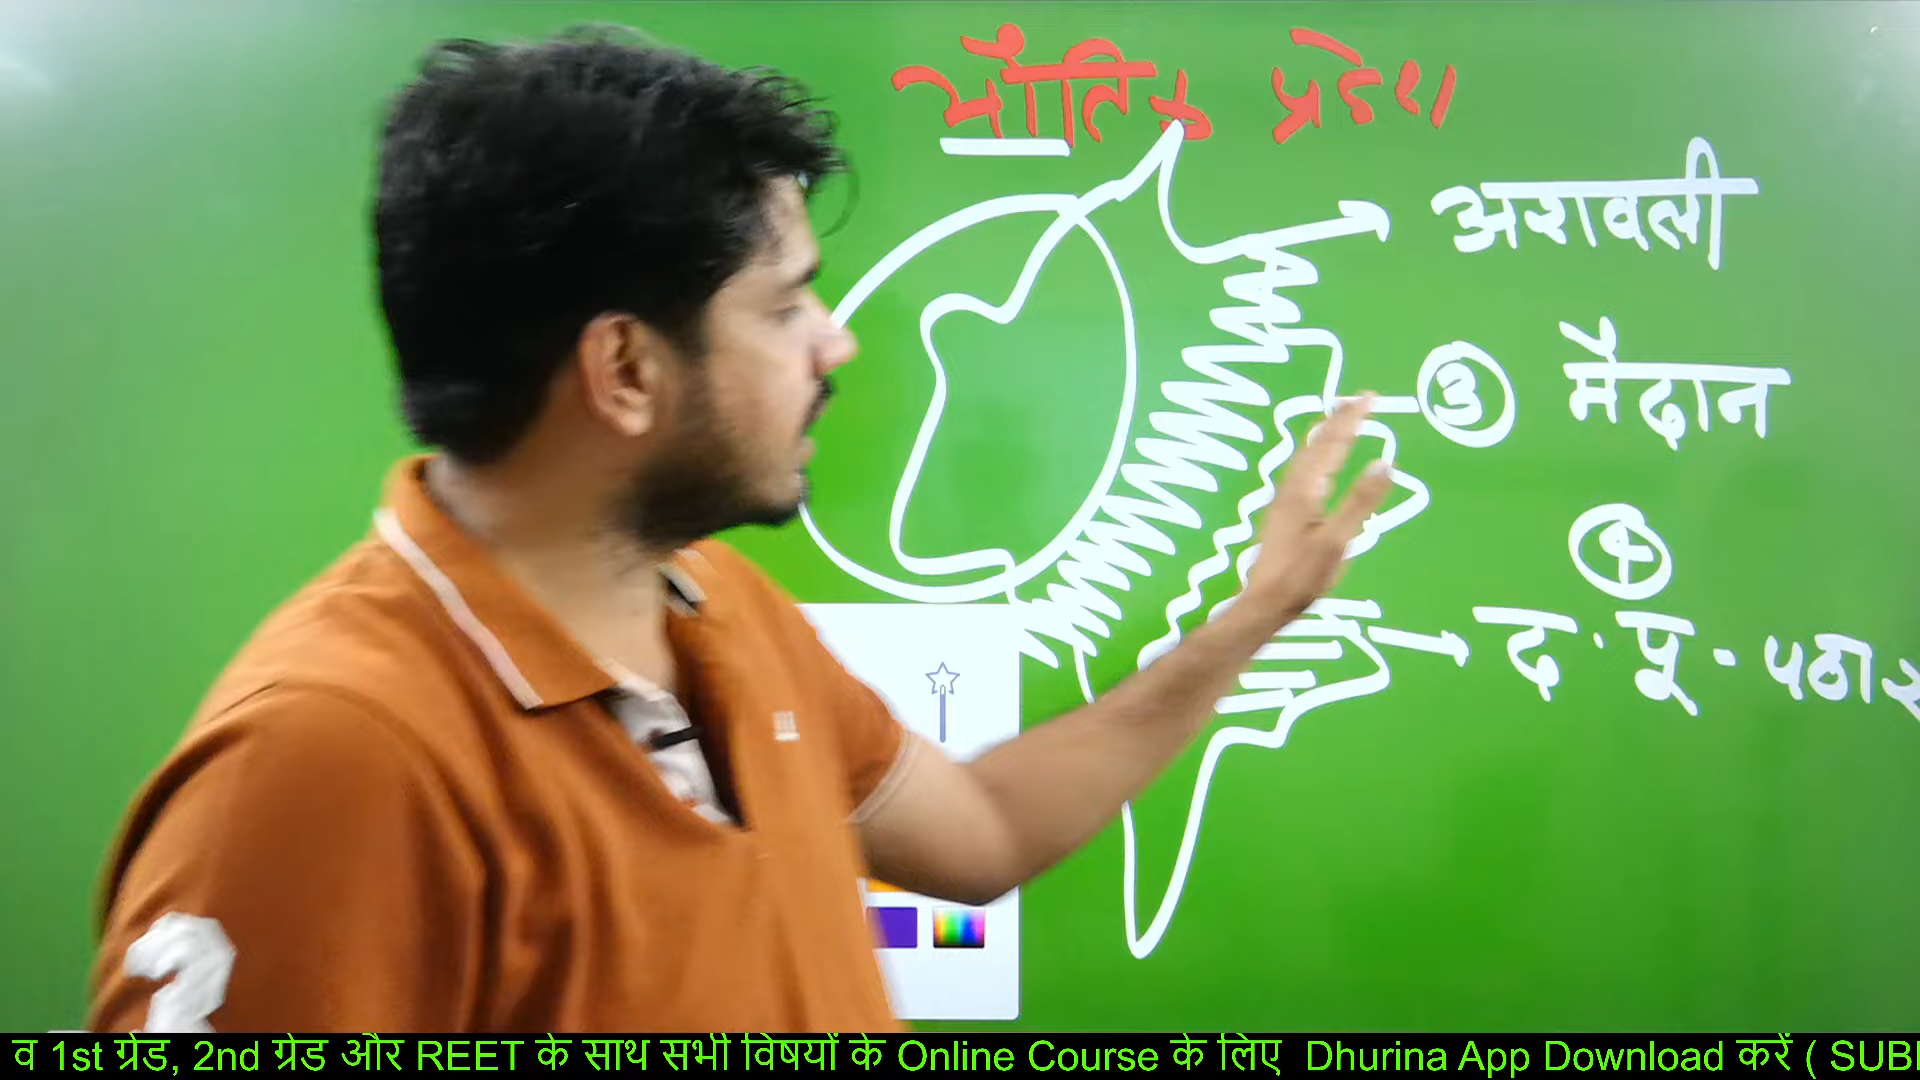 भौतिक प्रदेश
अरावली
③ मैदान
④
द. पू. पठार
व 1st ग्रेड, 2nd ग्रेड और REET के साथ सभी विषयों के Online Course के लिए Dhurina App Download करें ( SUB